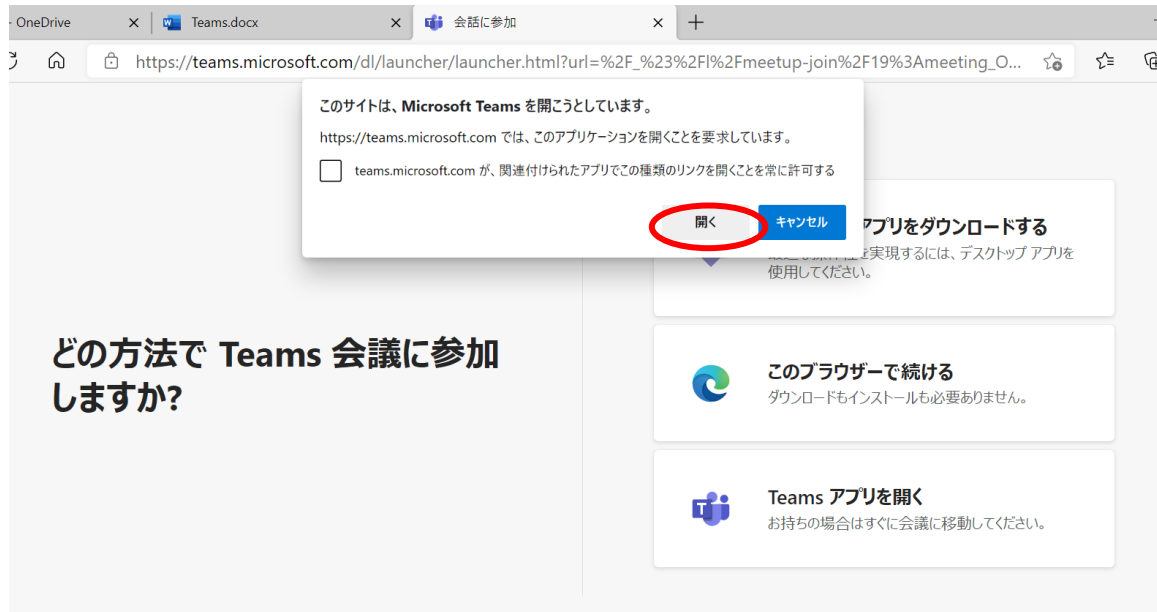 OneDrive
Teams.docx
会話に参加
https://teams.microsoft.com/dl/launcher/launcher.html?url=%2F_%23%2Fl%2Fmeetup-join%2F19%3Ameeting_O...
このサイトは、Microsoft Teams を開こうとしています。
https://teams.microsoft.com では、このアプリケーションを開くことを要求しています。
teams.microsoft.com が、関連付けられたアプリでこの種類のリンクを開くことを常に許可する
開く
キャンセル
アプリをダウンロードする
を実現するには、デスクトップ アプリを
使用してください。
どの方法で Teams 会議に参加
しますか?
このブラウザーで続ける
ダウンロードもインストールも必要ありません。
Teams アプリを開く
お持ちの場合はすぐに会議に移動してください。